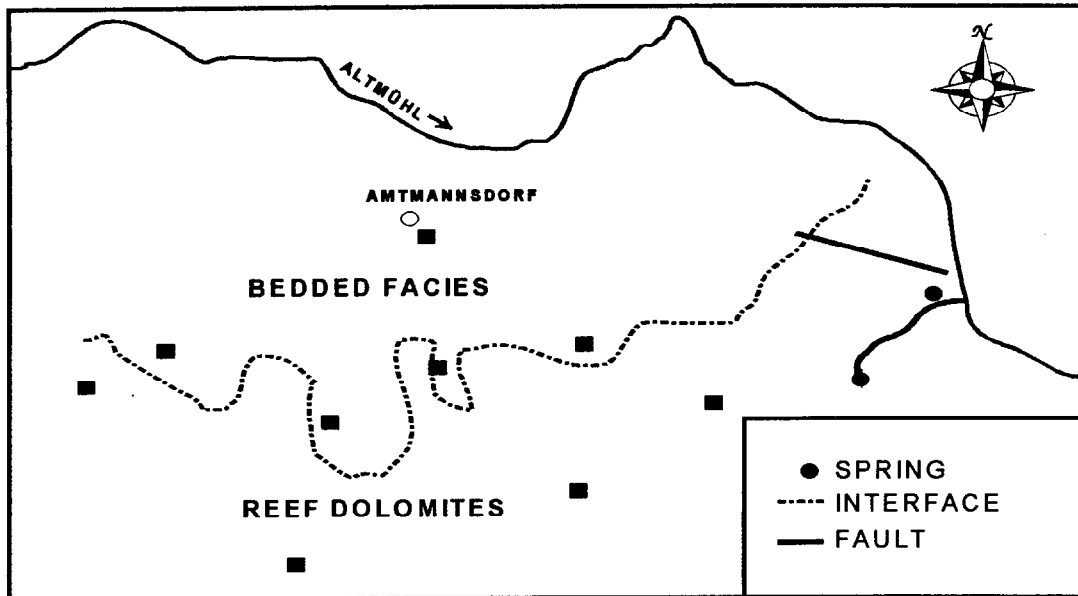 N
ALTMÜHL
AMTMANNSDORF
BEDDED FACIES
REEF DOLOMITES
SPRING
INTERFACE
FAULT